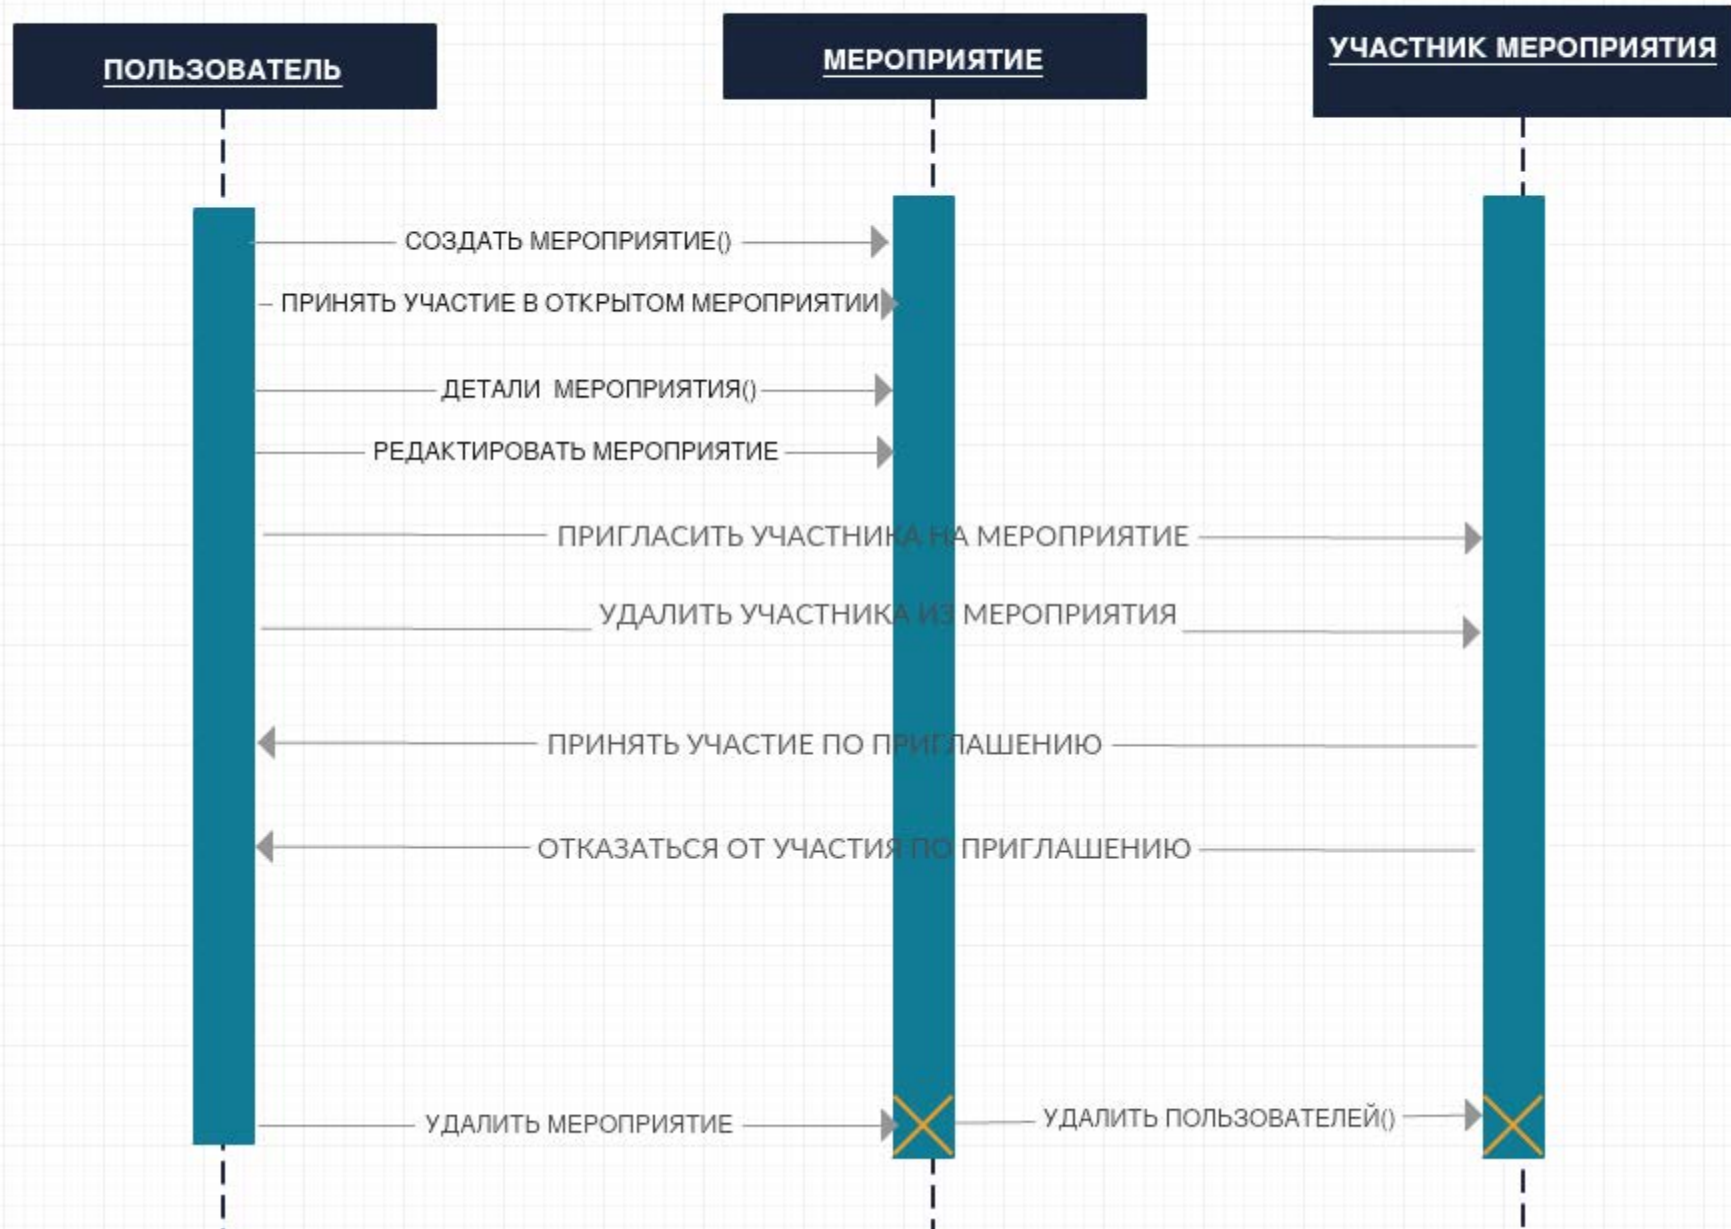 ПОЛЬЗОВАТЕЛЬ
МЕРОПРИЯТИЕ
УЧАСТНИК МЕРОПРИЯТИЯ
СОЗДАТЬ МЕРОПРИЯТИЕ()
ПРИНЯТЬ УЧАСТИЕ В ОТКРЫТОМ МЕРОПРИЯТИИ
ДЕТАЛИ МЕРОПРИЯТИЯ()
РЕДАКТИРОВАТЬ МЕРОПРИЯТИЕ
ПРИГЛАСИТЬ УЧАСТНИКА НА МЕРОПРИЯТИЕ
УДАЛИТЬ УЧАСТНИКА ИЗ МЕРОПРИЯТИЯ
ПРИНЯТЬ УЧАСТИЕ ПО ПРИГЛАШЕНИЮ
ОТКАЗАТЬСЯ ОТ УЧАСТИЯ ПО ПРИГЛАШЕНИЮ
УДАЛИТЬ МЕРОПРИЯТИЕ
УДАЛИТЬ ПОЛЬЗОВАТЕЛЕЙ()